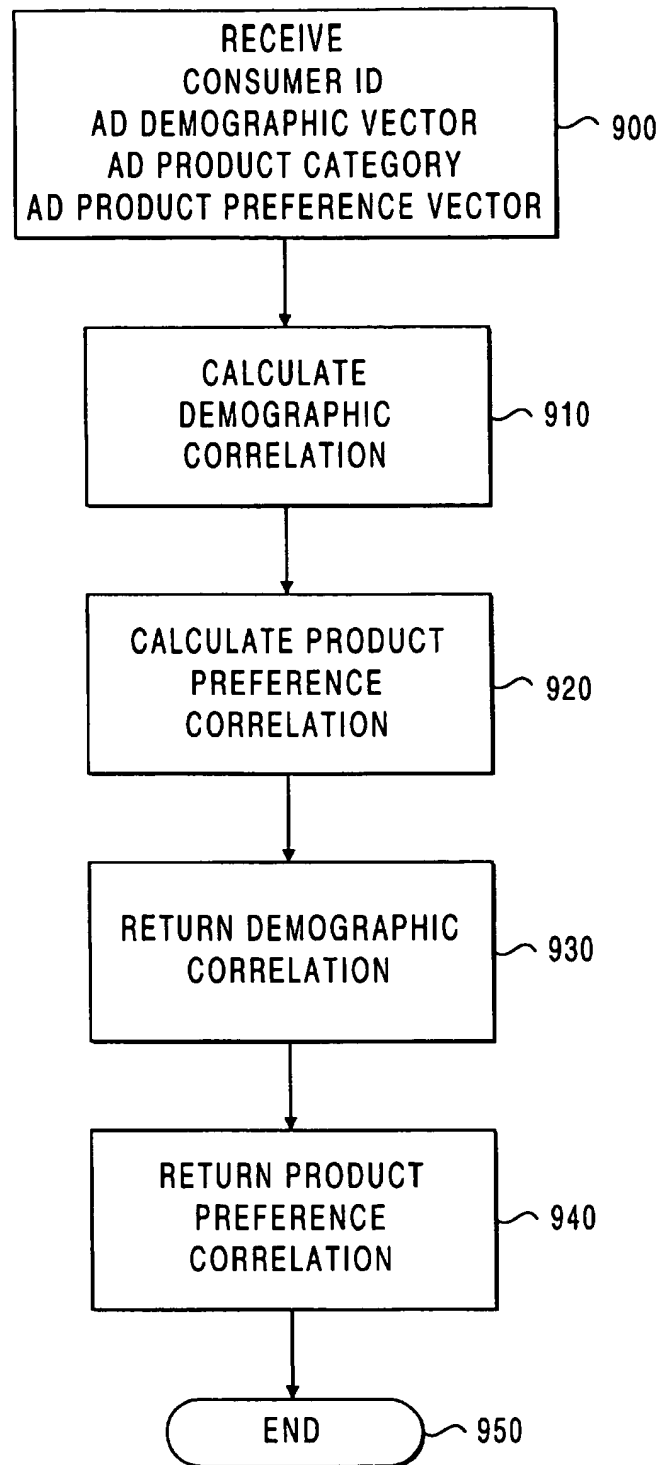 RECEIVE
CONSUMER ID
AD DEMOGRAPHIC VECTOR
AD PRODUCT CATEGORY
AD PRODUCT PREFERENCE VECTOR
900
CALCULATE
DEMOGRAPHIC
CORRELATION
910
CALCULATE PRODUCT
PREFERENCE
CORRELATION
920
RETURN DEMOGRAPHIC
CORRELATION
930
RETURN PRODUCT
PREFERENCE
CORRELATION
940
END
950